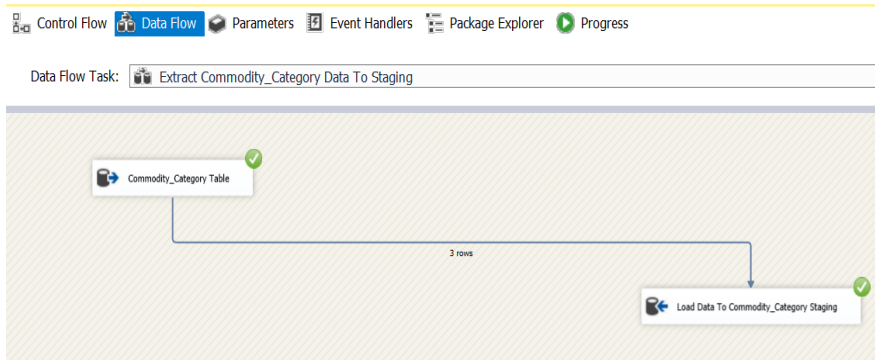 Control Flow Data Flow Parameters Event Handlers Package Explorer Progress
Data Flow Task: Extract Commodity_Category Data To Staging
Commodity_Category Table
3 rows
Load Data To Commodity_Category Staging